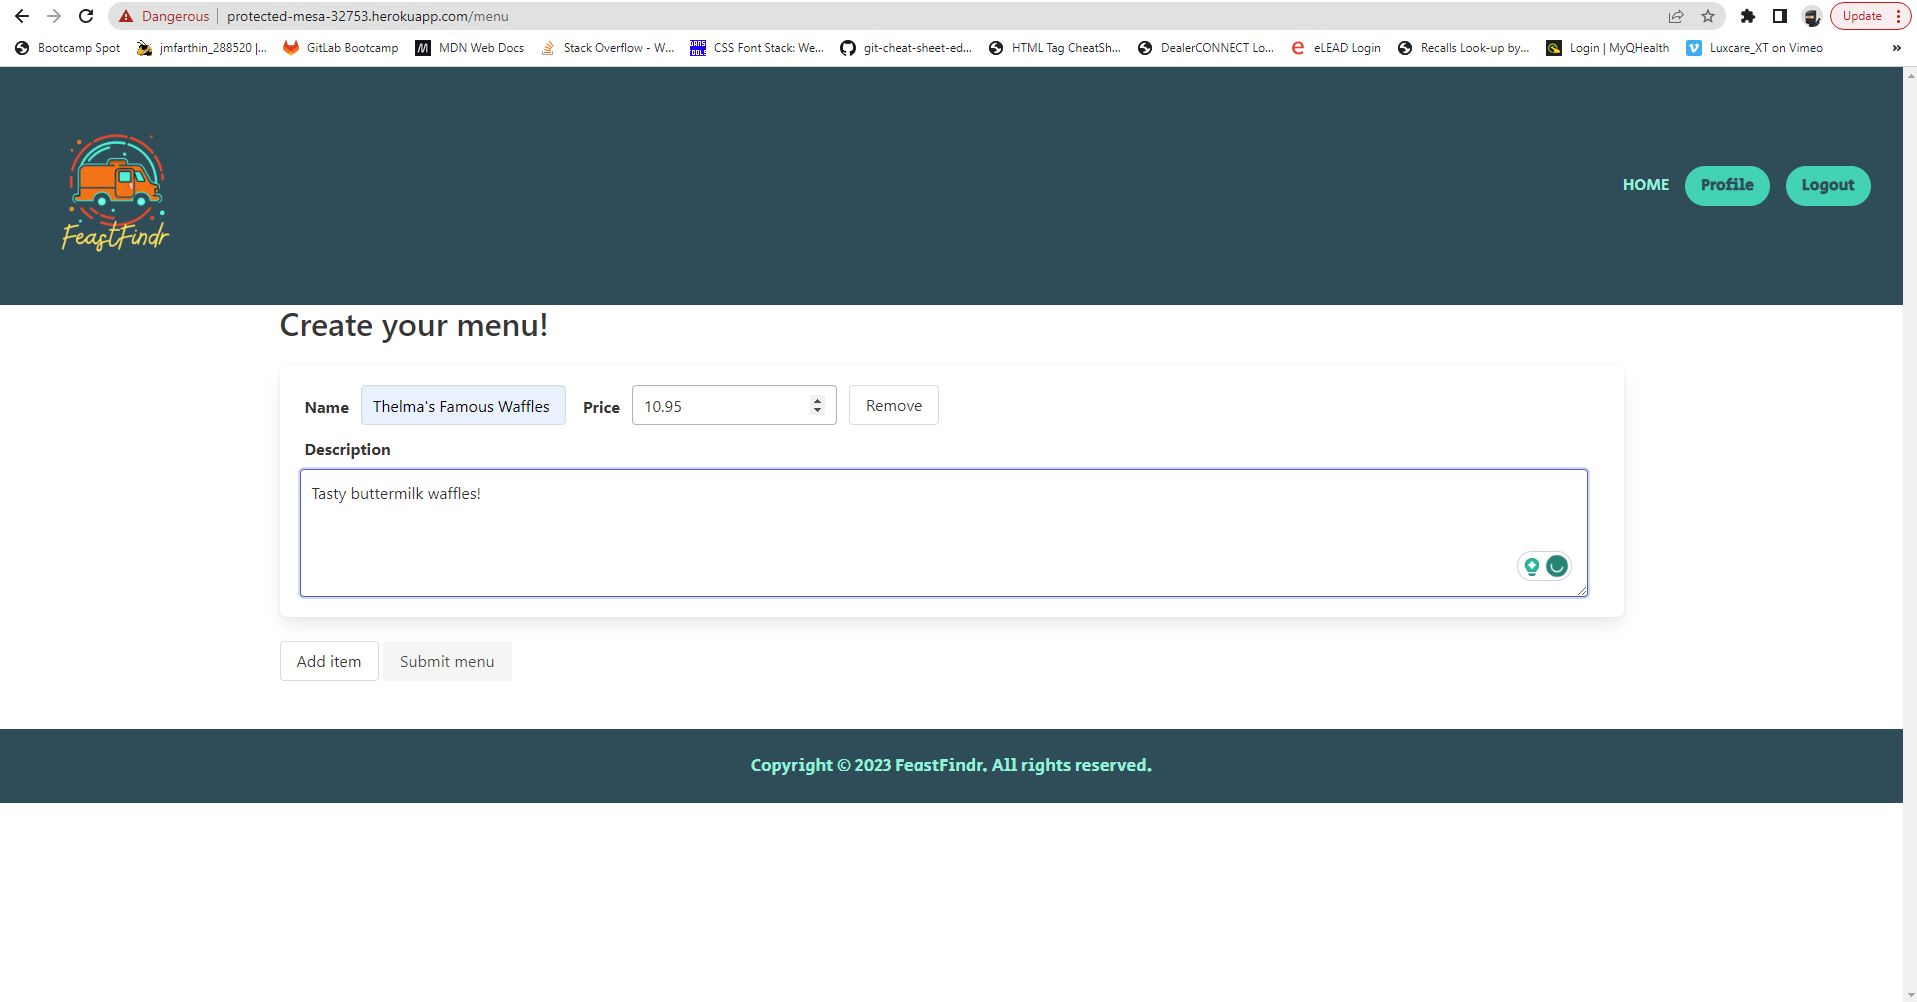 Dangerous protected-mesa-32753.herokuapp.com/menu Update
Bootcamp Spot jmfarthin_288520 |... GitLab Bootcamp MDN Web Docs Stack Overflow - W... CSS Font Stack: We... git-cheat-sheet-ed... HTML Tag CheatSh... DealerCONNECT Lo... eLEAD Login Recalls Look-up by... Login | MyQHealth Luxcare_XT on Vimeo »
FeastFindr
HOME Profile Logout
Create your menu!
Name Thelma's Famous Waffles Price 10.95 Remove
Description
Tasty buttermilk waffles!
Add item Submit menu
Copyright © 2023 FeastFindr. All rights reserved.